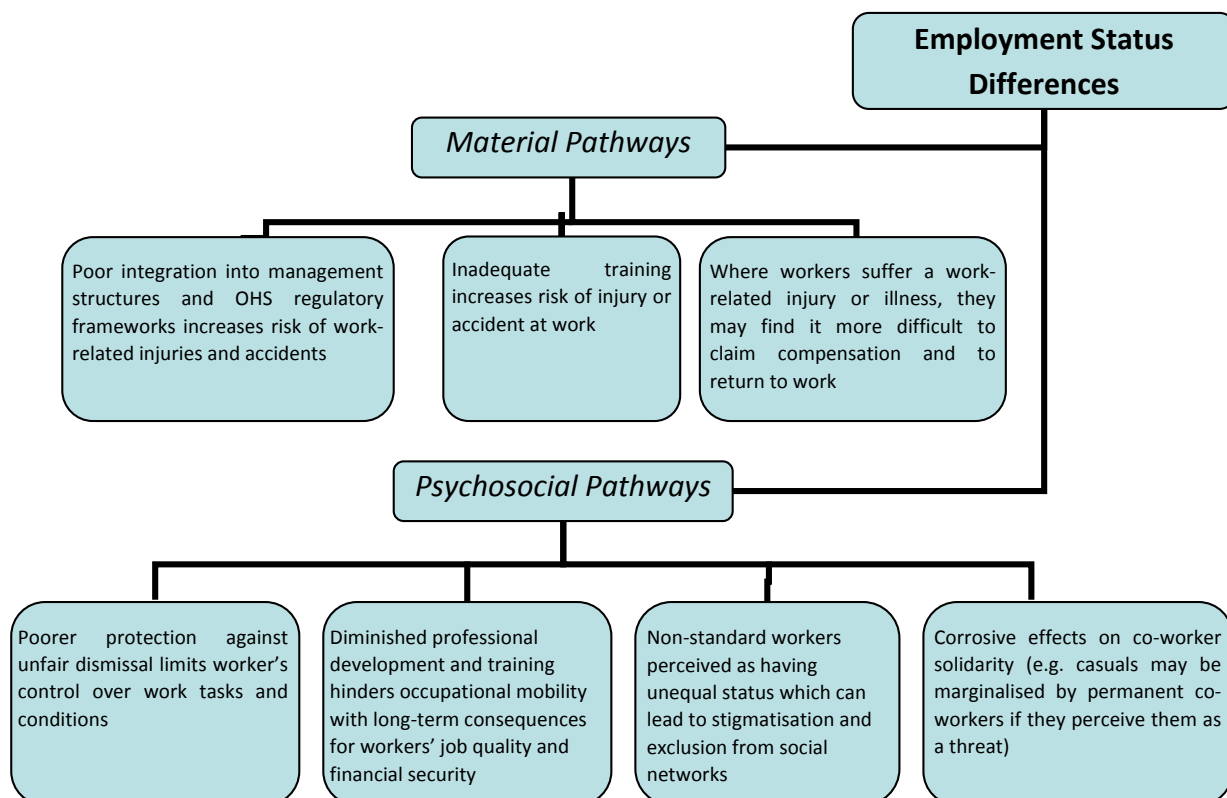 Employment Status
Differences
Material Pathways
Poor integration into management
structures and OHS regulatory
frameworks increases risk of work-
related injuries and accidents
Inadequate training
increases risk of injury or
accident at work
Where workers suffer a work-
related injury or illness, they
may find it more difficult to
claim compensation and to
return to work
Psychosocial Pathways
Poorer protection against
unfair dismissal limits worker’s
control over work tasks and
conditions
Diminished professional
development and training
hinders occupational mobility
with long-term consequences
for workers’ job quality and
financial security
Non-standard workers
perceived as having
unequal status which can
lead to stigmatisation and
exclusion from social
networks
Corrosive effects on co-worker
solidarity (e.g. casuals may be
marginalised by permanent co-
workers if they perceive them as
a threat)